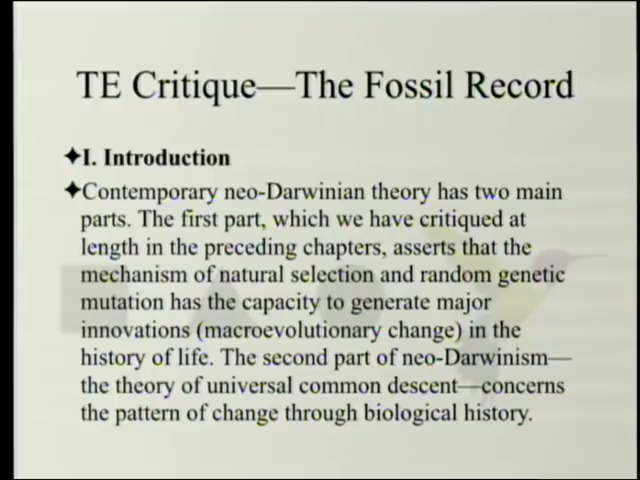 TE Critique—The Fossil Record
✦I. Introduction
✦Contemporary neo-Darwinian theory has two main
parts. The first part, which we have critiqued at
length in the preceding chapters, asserts that the
mechanism of natural selection and random genetic
mutation has the capacity to generate major
innovations (macroevolutionary change) in the
history of life. The second part of neo-Darwinism—
the theory of universal common descent—concerns
the pattern of change through biological history.